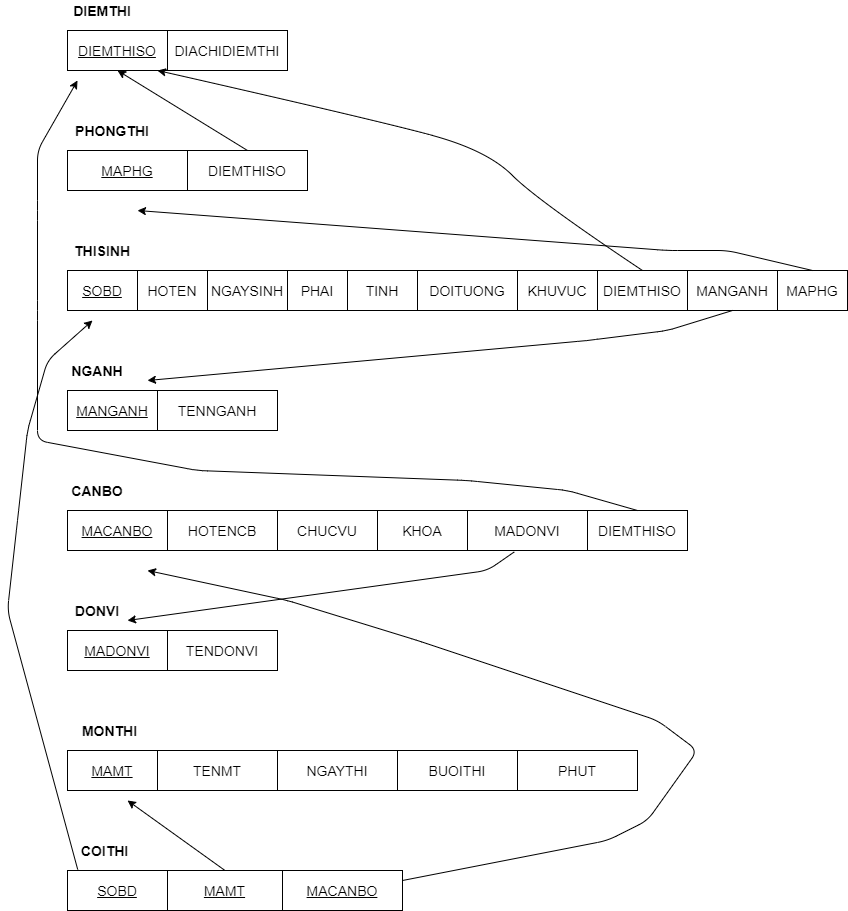 DIEMTHI
DIEMTHISO DIACHIDIEMTHI
PHONGTHI
MAPHG DIEMTHISO
THISINH
SOBD HOTEN NGAYSINH PHAI TINH DOITUONG KHUVUC DIEMTHISO MANGANH MAPHG
NGANH
MANGANH TENNGANH
CANBO
MACANBO HOTENCB CHUCVU KHOA MADONVI DIEMTHISO
DONVI
MADONVI TENDONVI
MONTHI
MAMT TENMT NGAYTHI BUOITHI PHUT
COITHI
SOBD MAMT MACANBO